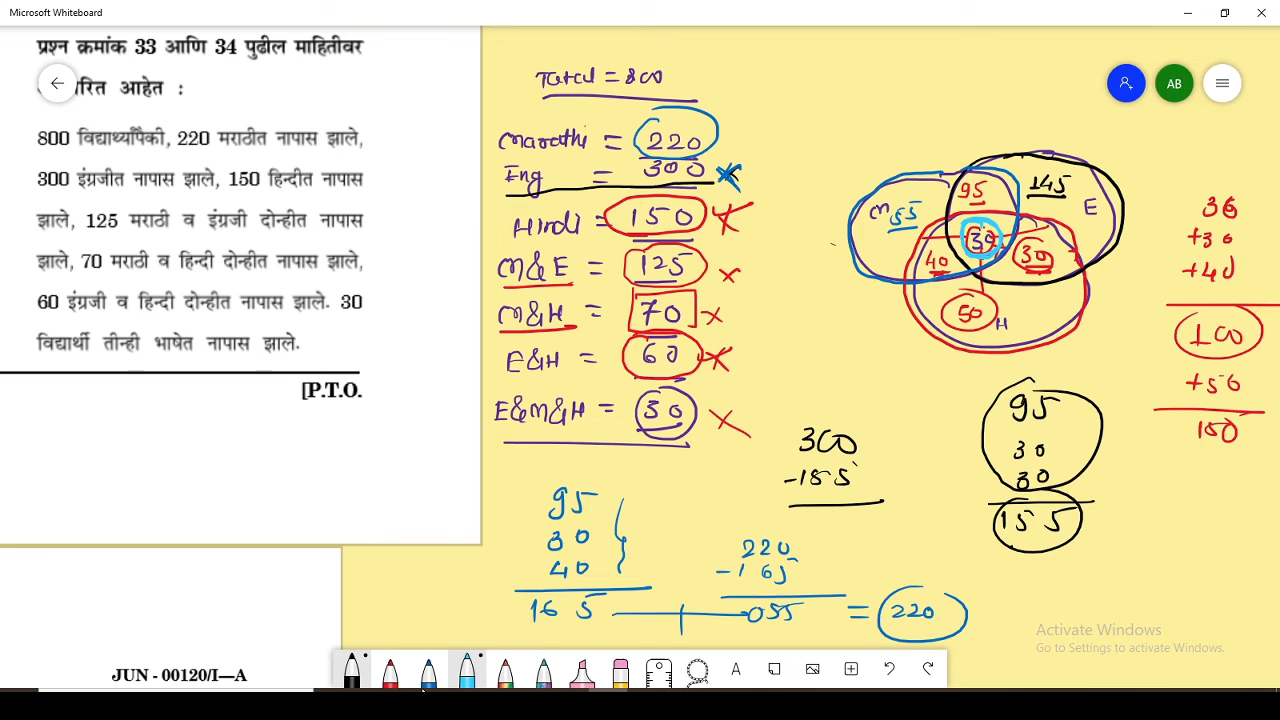 Microsoft Whiteboard
प्रश्न क्रमांक 33 आणि 34 पुढील माहितीवर
रित आहेत :
800 विद्यार्थ्यांपैकी, 220 मराठीत नापास झाले,
300 इंग्रजीत नापास झाले, 150 हिन्दीत नापास
झाले, 125 मराठी व इंग्रजी दोन्हीत नापास
झाले, 70 मराठी व हिन्दी दोन्हीत नापास झाले,
60 इंग्रजी व हिन्दी दोन्हीत नापास झाले. 30
विद्यार्थी तीन्ही भाषेत नापास झाले.
[P.T.O.
JUN - 00120/I—A
Total = 800
Marathi = 220
Eng = 300
Hindi = 150
M&E = 125
M&H = 70
E&H = 60
E&M&H = 30
95
30
40
165
220
-165
055 = 220
300
-155
AB
M 55
95
145
E
30
40
30
50
H
95
30
30
155
30
+30
+40
100
+50
150
Activate Windows
Go to Settings to activate Windows.
A